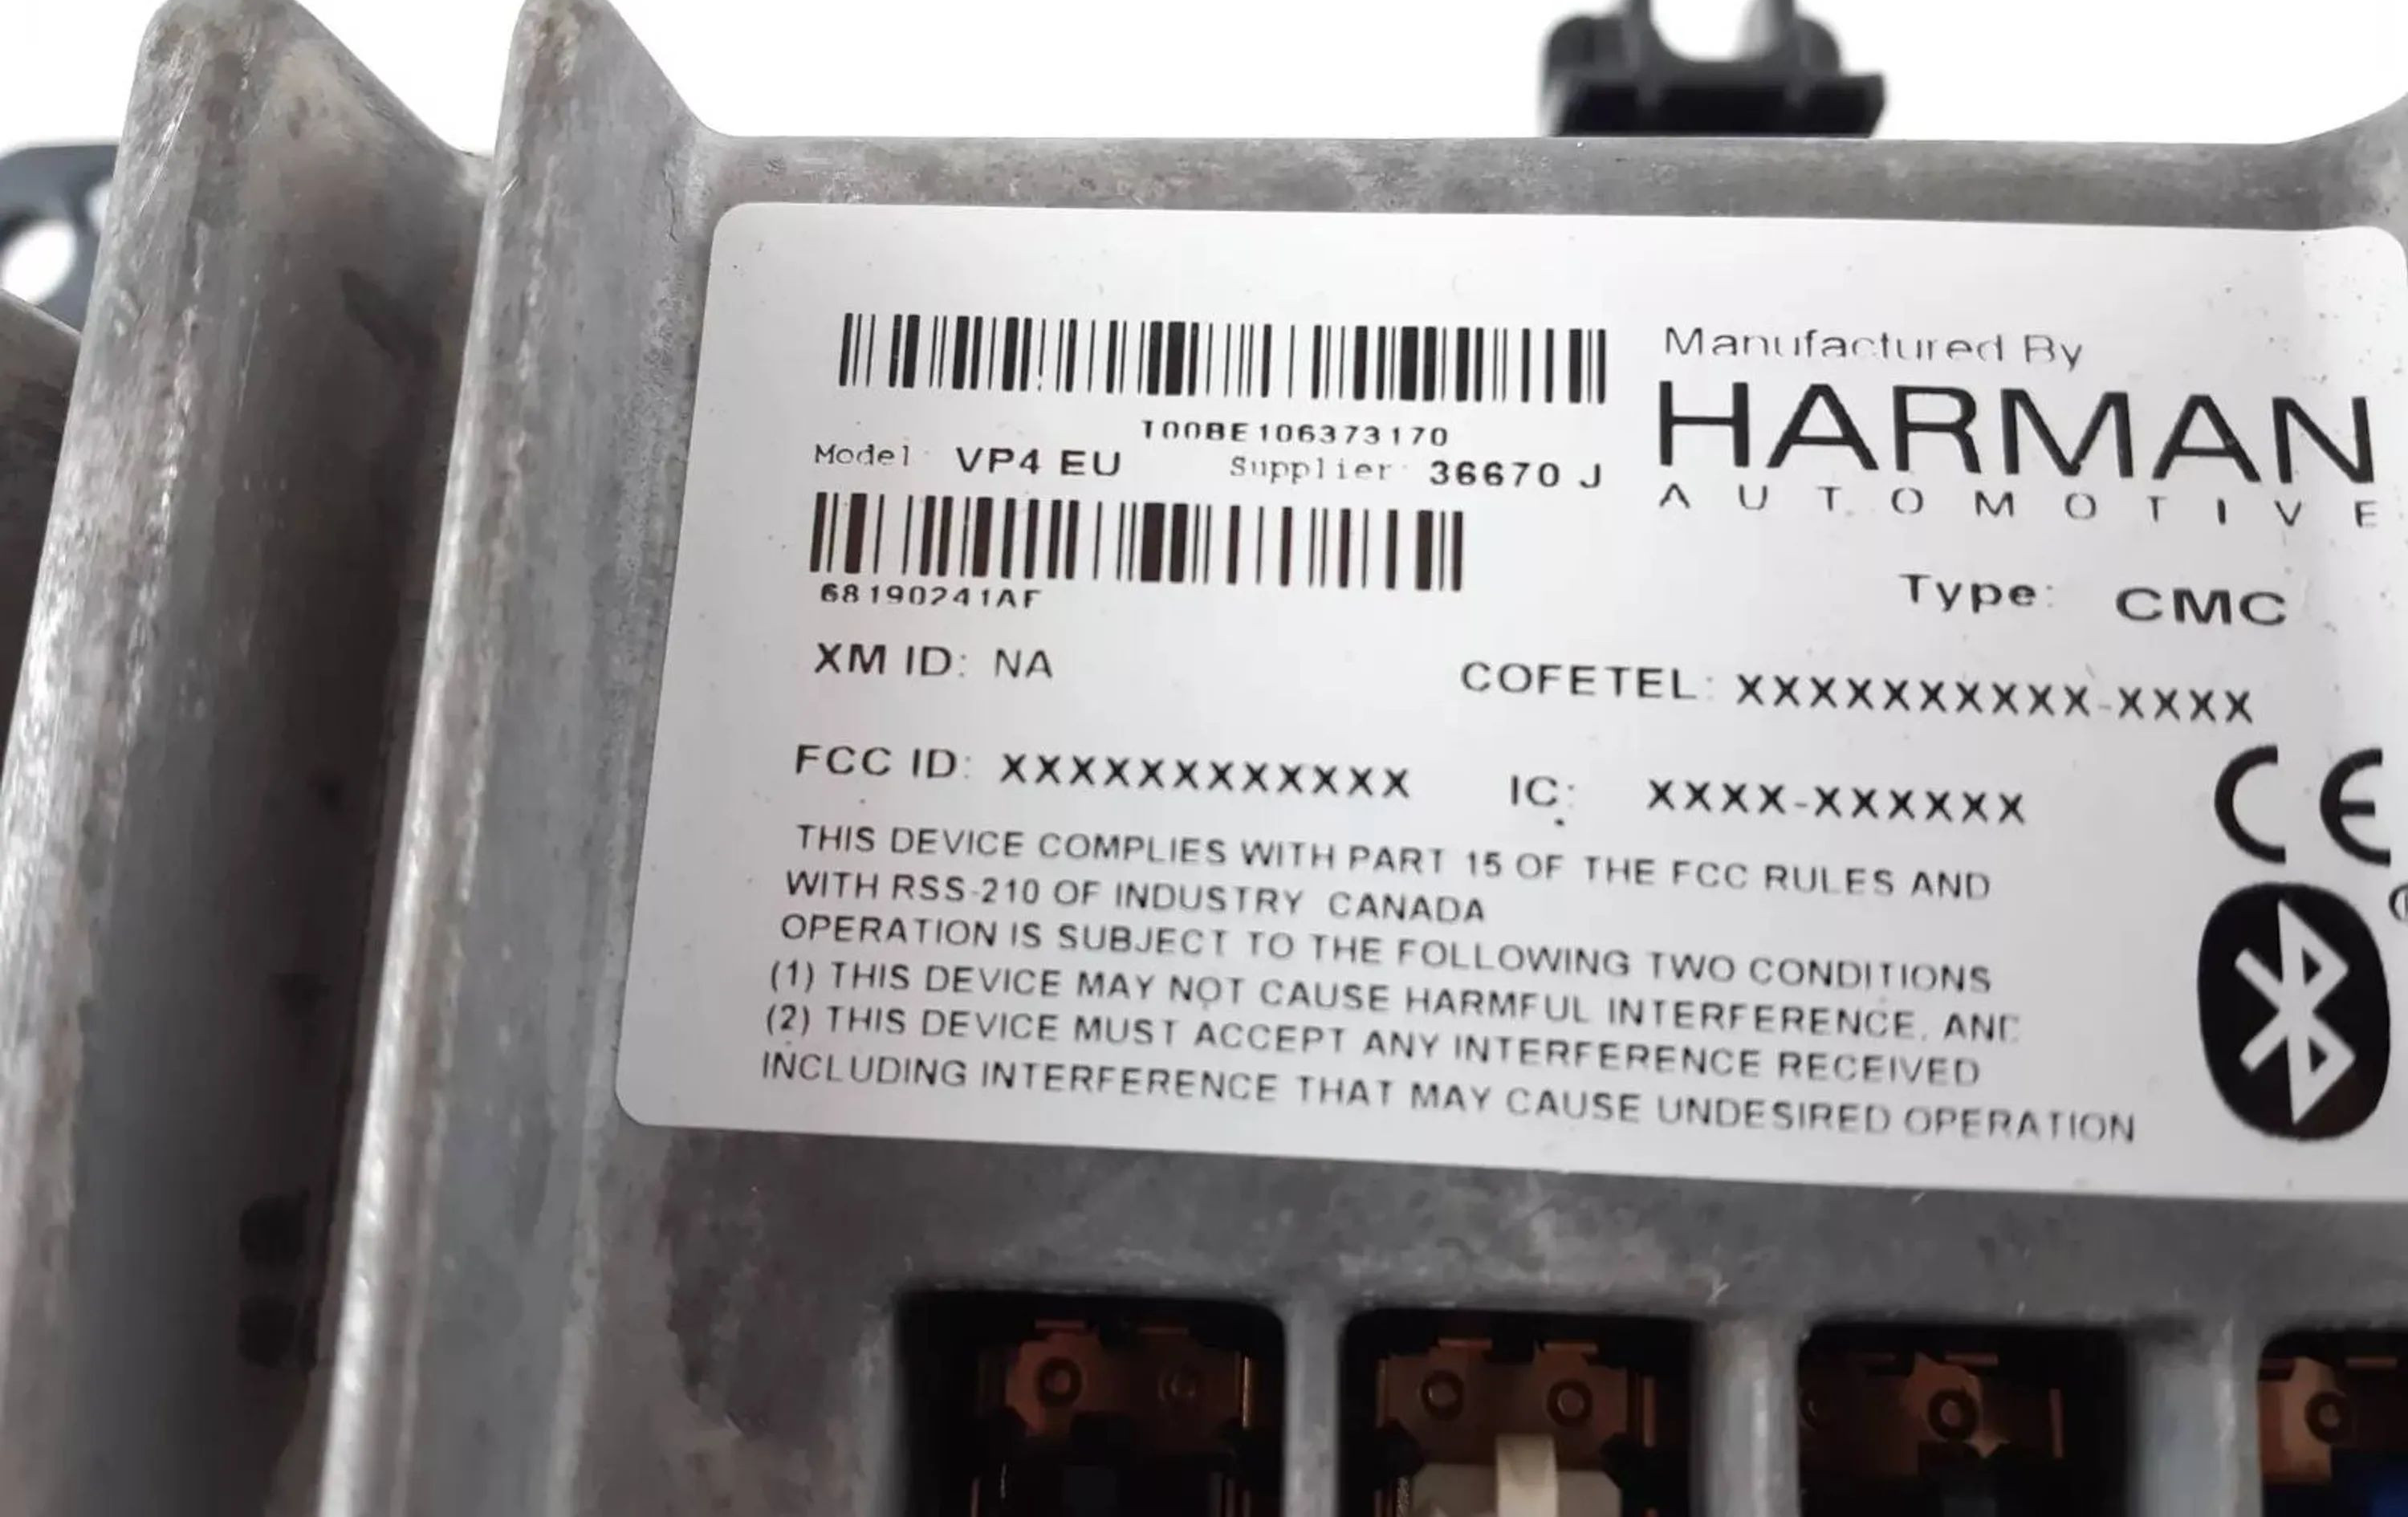 T00BE106373170
Model: VP4 EU Supplier: 36670 J
68190241AF
Manufactured By
HARMAN
AUTOMOTIVE
Type: CMC
XM ID: NA
COFETEL: XXXXXXXXXX-XXXX
FCC ID: XXXXXXXXXXXX IC: XXXX-XXXXXX
CE
THIS DEVICE COMPLIES WITH PART 15 OF THE FCC RULES AND
WITH RSS-210 OF INDUSTRY CANADA
OPERATION IS SUBJECT TO THE FOLLOWING TWO CONDITIONS
(1) THIS DEVICE MAY NOT CAUSE HARMFUL INTERFERENCE, AND
(2) THIS DEVICE MUST ACCEPT ANY INTERFERENCE RECEIVED
INCLUDING INTERFERENCE THAT MAY CAUSE UNDESIRED OPERATION